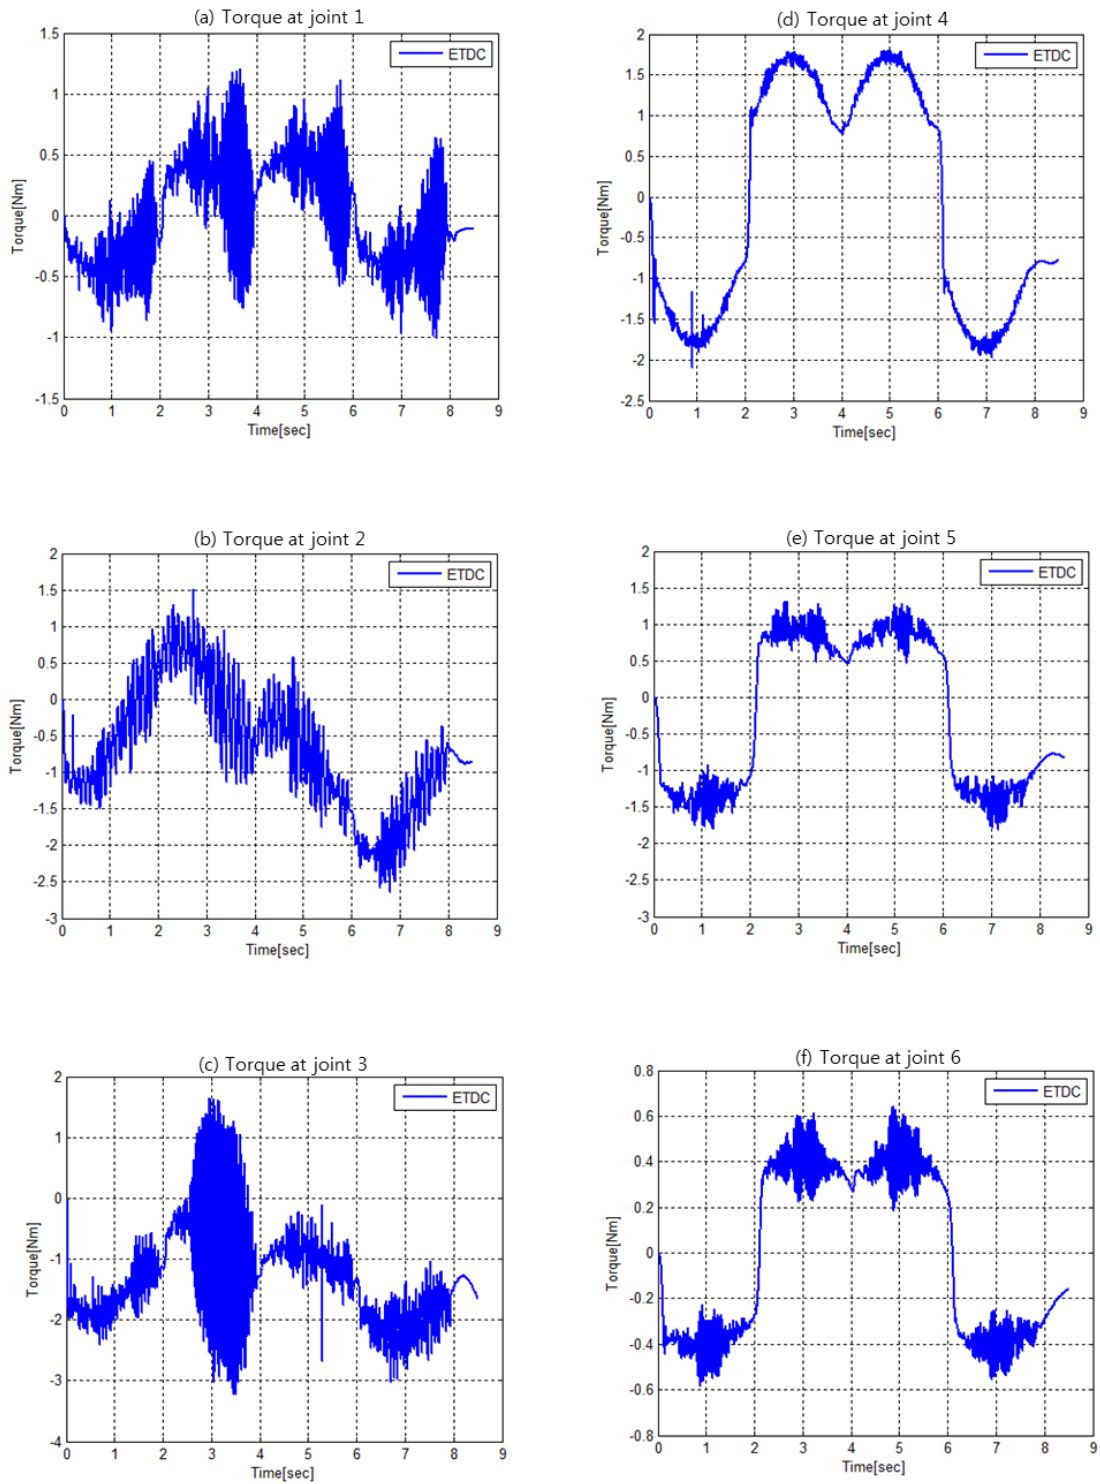 (a) Torque at joint 1
ETDC
1.5
1
0.5
0
-0.5
-1
-1.5
Torque[Nm]
0 1 2 3 4 5 6 7 8 9
Time[sec]
(d) Torque at joint 4
ETDC
2
1.5
1
1.5
0
-0.5
-1
-1.5
-2
-2.5
Torque[Nm]
0 1 2 3 4 5 6 7 8 9
Time[sec]
(b) Torque at joint 2
ETDC
2
1.5
1
0.5
0
-0.5
-1
-1.5
-2
-2.5
-3
Torque[Nm]
0 1 2 3 4 5 6 7 8 9
Time[sec]
(e) Torque at joint 5
ETDC
2
1.5
1
0.5
0
-0.5
-1
-1.5
-2
-2.5
-3
Torque[Nm]
0 1 2 3 4 5 6 7 8 9
Time[sec]
(c) Torque at joint 3
ETDC
2
1
0
-1
-2
-3
-4
Torque[Nm]
0 1 2 3 4 5 6 7 8 9
Time[sec]
(f) Torque at joint 6
ETDC
0.8
0.6
0.4
0.2
0
-0.2
-0.4
-0.6
-0.8
Torque[Nm]
0 1 2 3 4 5 6 7 8 9
Time[sec]